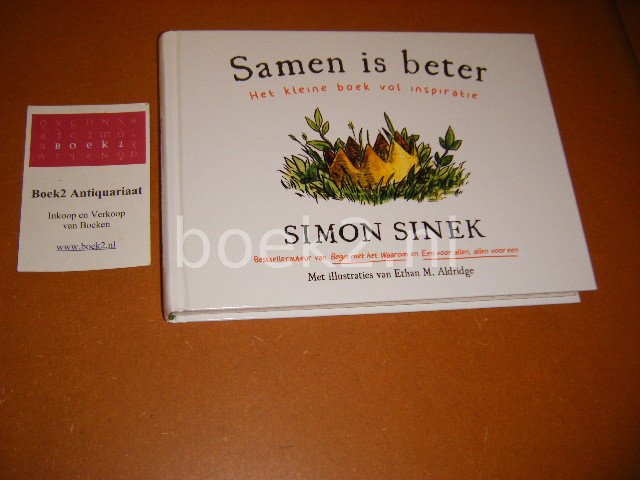 Samen is beter
Het kleine boek vol inspiratie
SIMON SINEK
Bestsellerauteur van Begin met het Waarom en Een voor allen, allen voor een
Met illustraties van Ethan M. Aldridge
BOEK2
Boek2 Antiquariaat
Inkoop en Verkoop
van Boeken
www.boek2.nl
boek2.nl